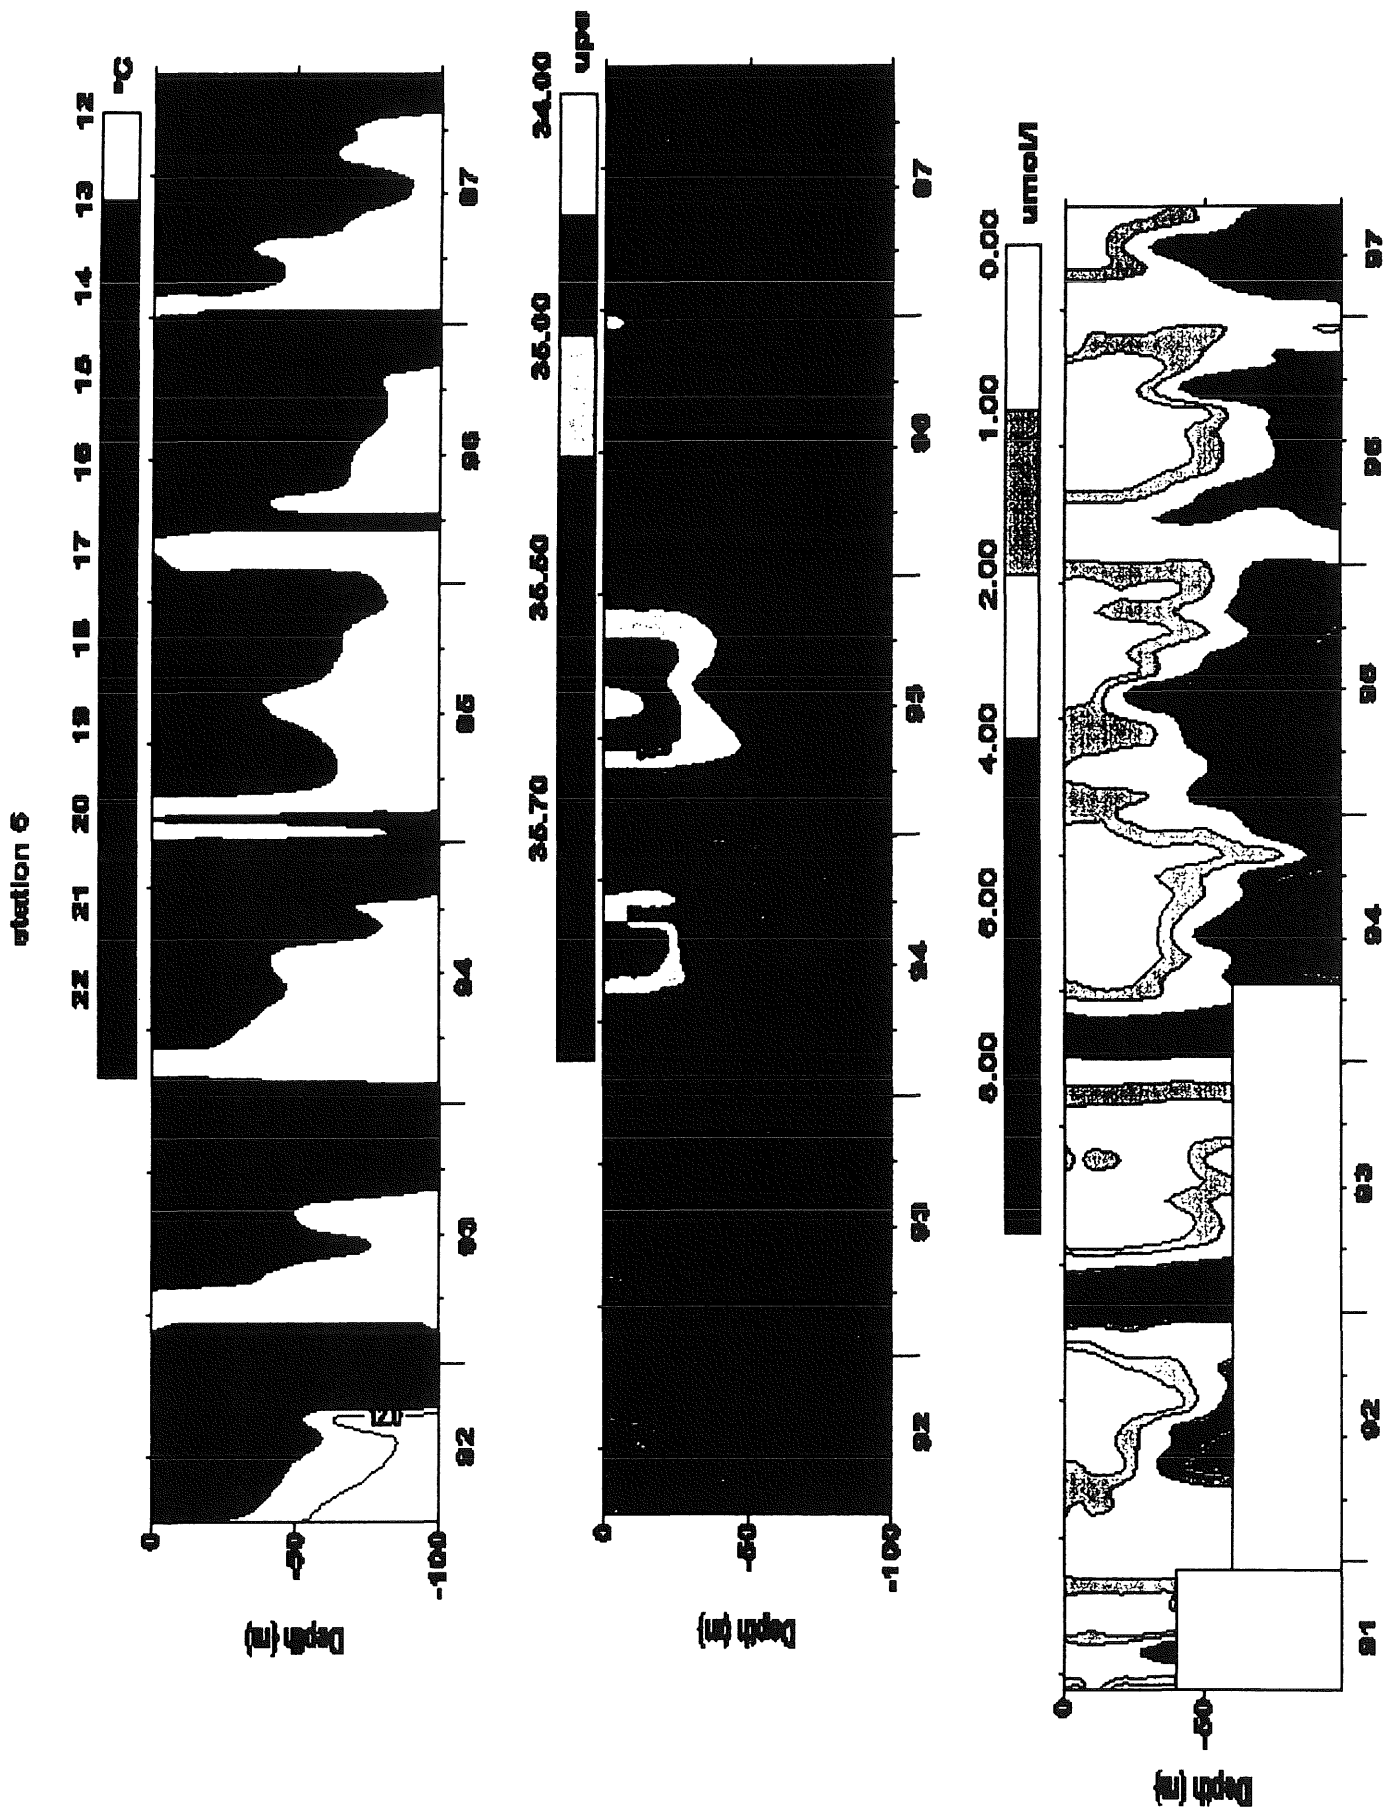 station 6
22 21 20 19 18 17 16 15 14 13 12 °C
0
-50
-100
Depth (m)
(12)
92 93 94 95 96 97
35.70 35.50 35.00 34.00 ups
0
-50
-100
Depth (m)
92 93 94 95 96 97
8.00 6.00 4.00 2.00 1.00 0.00 umol/l
0
-50
Depth (m)
91 92 93 94 95 96 97